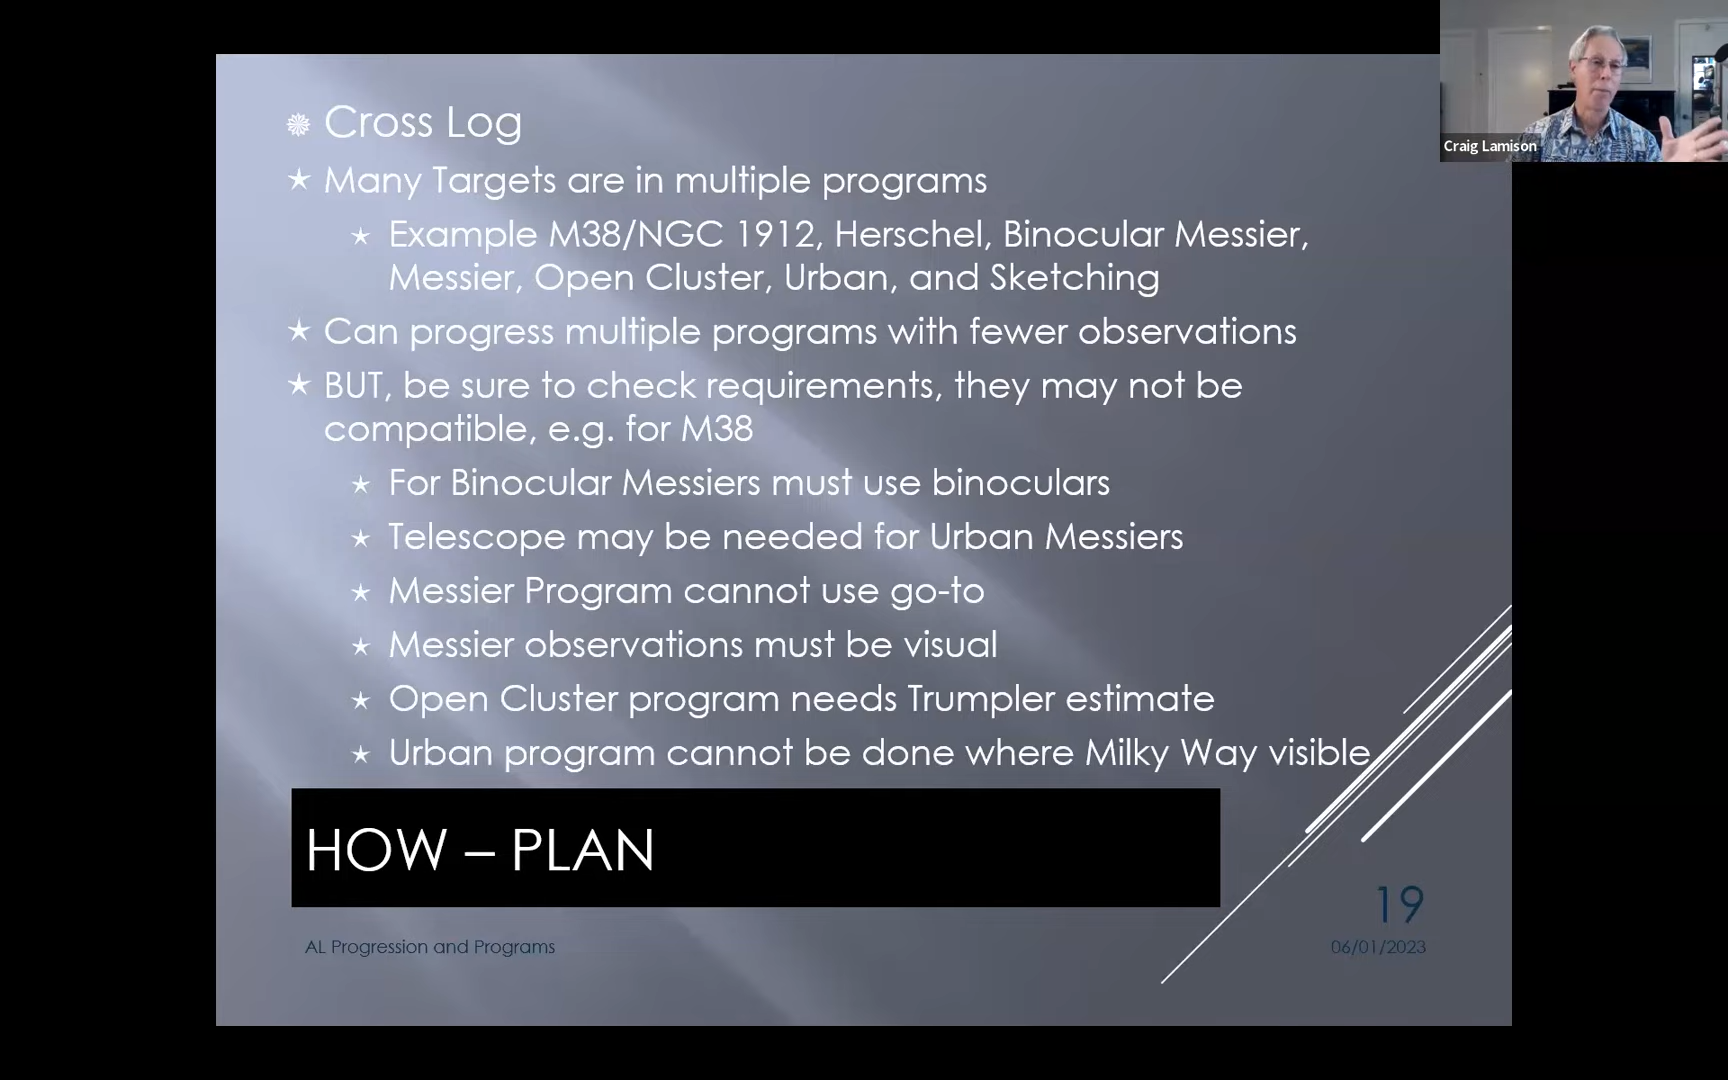 Cross Log
Many Targets are in multiple programs
Example M38/NGC 1912, Herschel, Binocular Messier,
Messier, Open Cluster, Urban, and Sketching
Can progress multiple programs with fewer observations
BUT, be sure to check requirements, they may not be
compatible, e.g. for M38
For Binocular Messiers must use binoculars
Telescope may be needed for Urban Messiers
Messier Program cannot use go-to
Messier observations must be visual
Open Cluster program needs Trumpler estimate
Urban program cannot be done where Milky Way visible
HOW – PLAN
19
AL Progression and Programs
06/01/2023
Craig Lamison